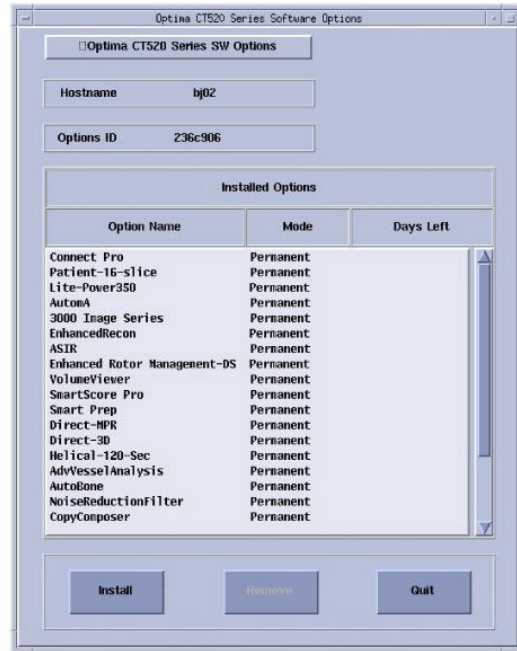 Optima CT520 Series Software Options
Optima CT520 Series SW Options
Hostname bj02
Options ID 236c906
Installed Options
Option Name Mode Days Left
Connect Pro Permanent
Patient-16-slice Permanent
Lite-Power350 Permanent
AutomA Permanent
3000 Image Series Permanent
EnhancedRecon Permanent
ASIR Permanent
Enhanced Rotor Management-DS Permanent
VolumeViewer Permanent
SmartScore Pro Permanent
Smart Prep Permanent
Direct-MPR Permanent
Direct-3D Permanent
Helical-120-Sec Permanent
AdvVesselAnalysis Permanent
AutoBone Permanent
NoiseReductionFilter Permanent
CopyComposer Permanent
Install Remove Quit